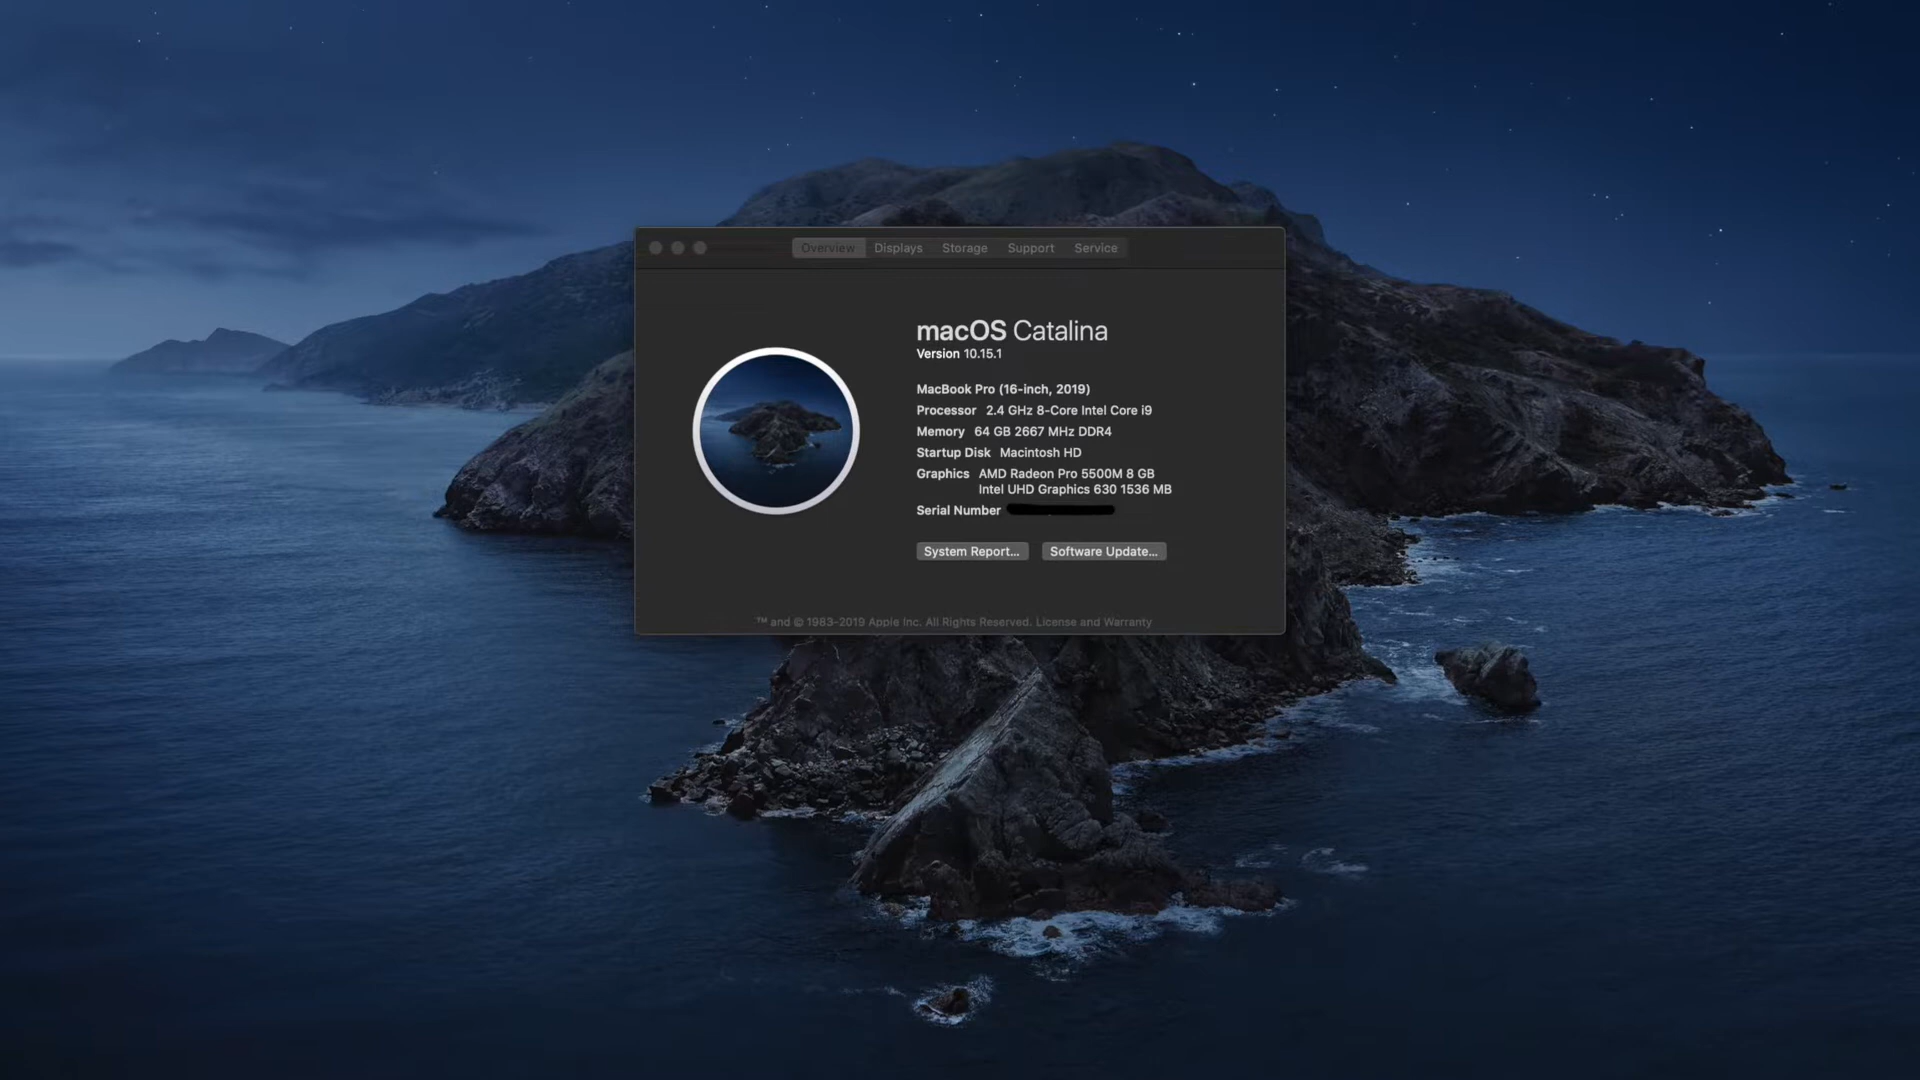 Overview Displays Storage Support Service
macOS Catalina
Version 10.15.1
MacBook Pro (16-inch, 2019)
Processor 2.4 GHz 8-Core Intel Core i9
Memory 64 GB 2667 MHz DDR4
Startup Disk Macintosh HD
Graphics AMD Radeon Pro 5500M 8 GB
Intel UHD Graphics 630 1536 MB
Serial Number
System Report... Software Update...
™ and © 1983-2019 Apple Inc. All Rights Reserved. License and Warranty